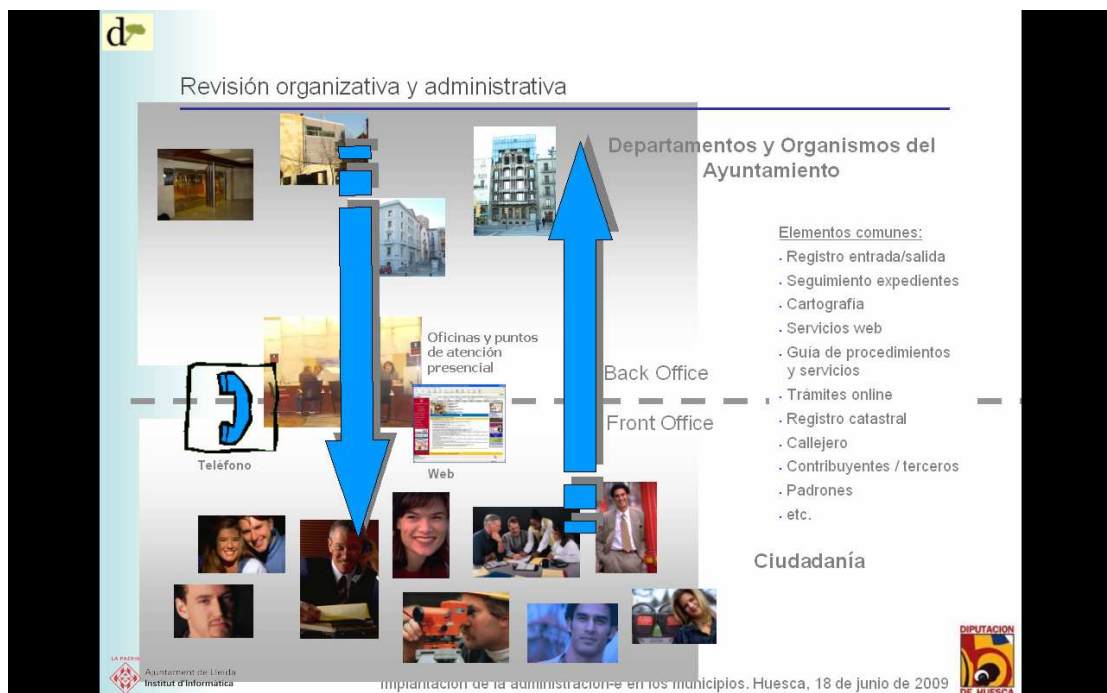 d
Revisión organizativa y administrativa
Departamentos y Organismos del
Ayuntamiento
Elementos comunes:
. Registro entrada/salida
. Seguimiento expedientes
. Cartografía
. Servicios web
. Guía de procedimientos
y servicios
. Trámites online
. Registro catastral
. Callejero
. Contribuyentes / terceros
. Padrones
. etc.
Oficinas y puntos
de atención
presencial
Back Office
Front Office
Teléfono
Web
Ciudadanía
LA PAERIA
Ajuntament de Lleida
Institut d'Informàtica
Implantación de la administración-e en los municipios. Huesca, 18 de junio de 2009
DIPUTACION
DE HUESCA